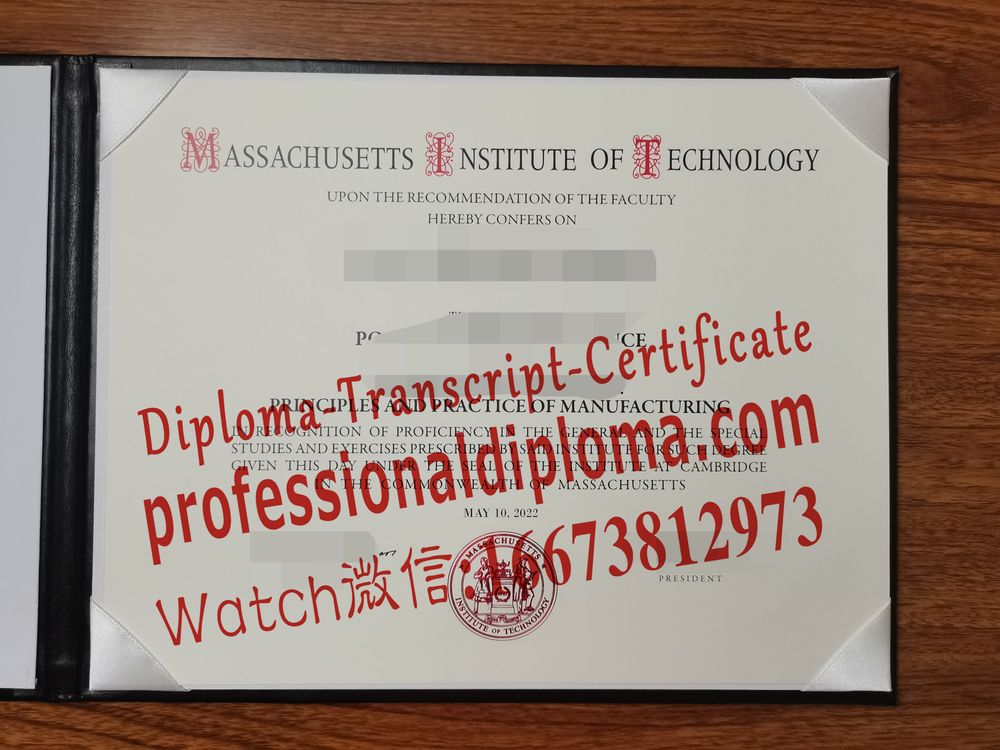 MASSACHUSETTS INSTITUTE OF TECHNOLOGY
UPON THE RECOMMENDATION OF THE FACULTY
HEREBY CONFERS ON
Diploma-Transcript-Certificate
PRINCIPLES AND PRACTICE OF MANUFACTURING
IN RECOGNITION OF PROFICIENCY IN THE GENERAL AND THE SPECIAL
STUDIES AND EXERCISES PRESCRIBED BY SAID INSTITUTE FOR SUCH DEGREE
GIVEN THIS DAY UNDER THE SEAL OF THE INSTITUTE AT CAMBRIDGE
IN THE COMMONWEALTH OF MASSACHUSETTS
professionaldiploma.com
MAY 10, 2022
Watch微信:16673812973
MASSACHUSETTS
INSTITUTE OF TECHNOLOGY
PRESIDENT